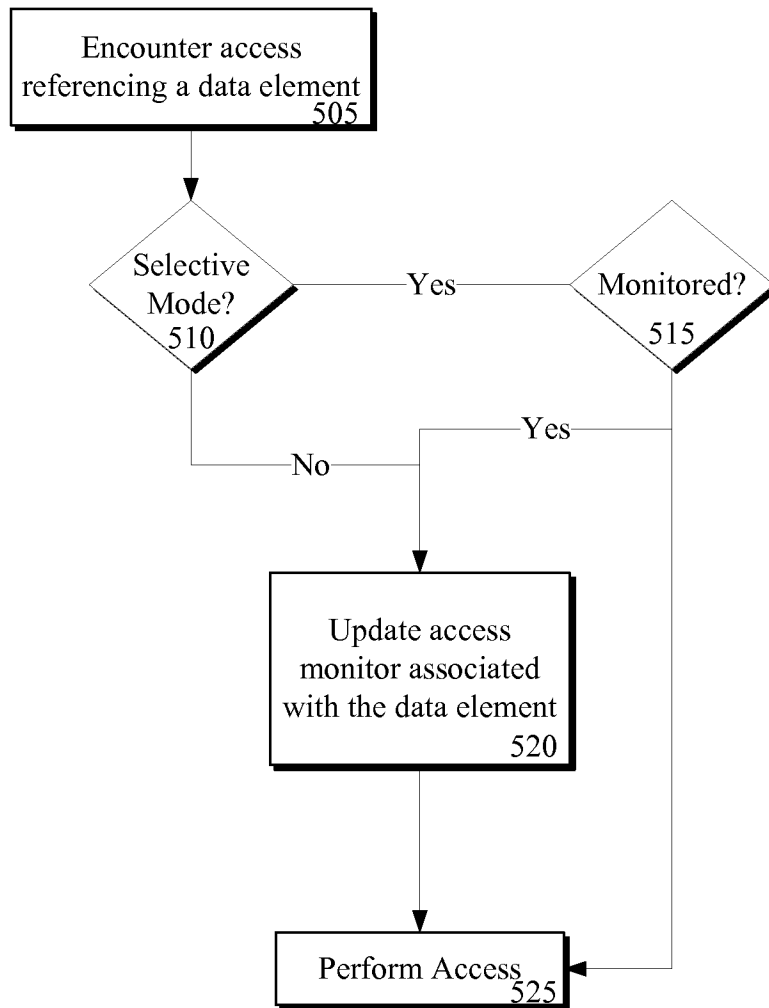 Encounter access
referencing a data element
505
Selective
Mode?
510
Yes
Monitored?
515
Yes
No
Update access
monitor associated
with the data element
520
Perform Access
525